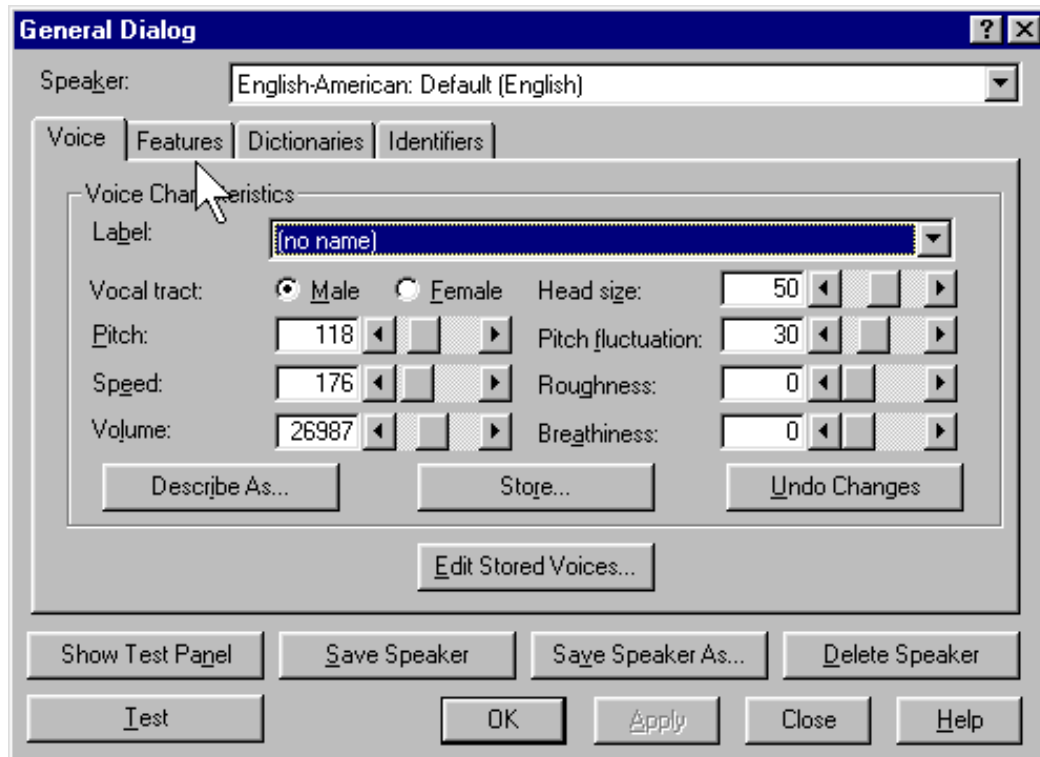 General Dialog
Speaker: English-American: Default (English)
Voice Features Dictionaries Identifiers
Voice Characteristics
Label: (no name)
Vocal tract: Male Female Head size: 50
Pitch: 118 Pitch fluctuation: 30
Speed: 176 Roughness: 0
Volume: 26987 Breathiness: 0
Describe As... Store... Undo Changes
Edit Stored Voices...
Show Test Panel Save Speaker Save Speaker As... Delete Speaker
Test OK Apply Close Help